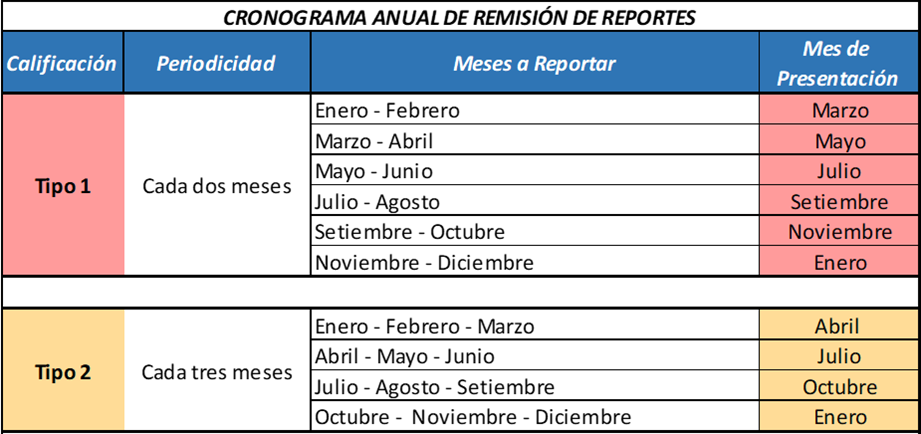 CRONOGRAMA ANUAL DE REMISIÓN DE REPORTES
Calificación Periodicidad Meses a Reportar Mes de Presentación
Tipo 1 Cada dos meses
Enero - Febrero Marzo
Marzo - Abril Mayo
Mayo - Junio Julio
Julio - Agosto Setiembre
Setiembre - Octubre Noviembre
Noviembre - Diciembre Enero
Tipo 2 Cada tres meses
Enero - Febrero - Marzo Abril
Abril - Mayo - Junio Julio
Julio - Agosto - Setiembre Octubre
Octubre - Noviembre - Diciembre Enero